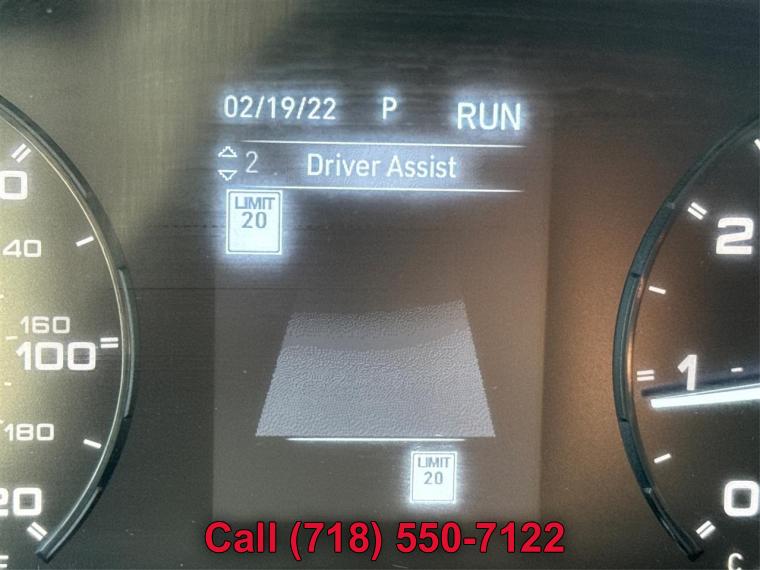 02/19/22 P RUN
2 Driver Assist
LIMIT
20
LIMIT
20
40
160
100
180
20
2
1
0
C
Call (718) 550-7122